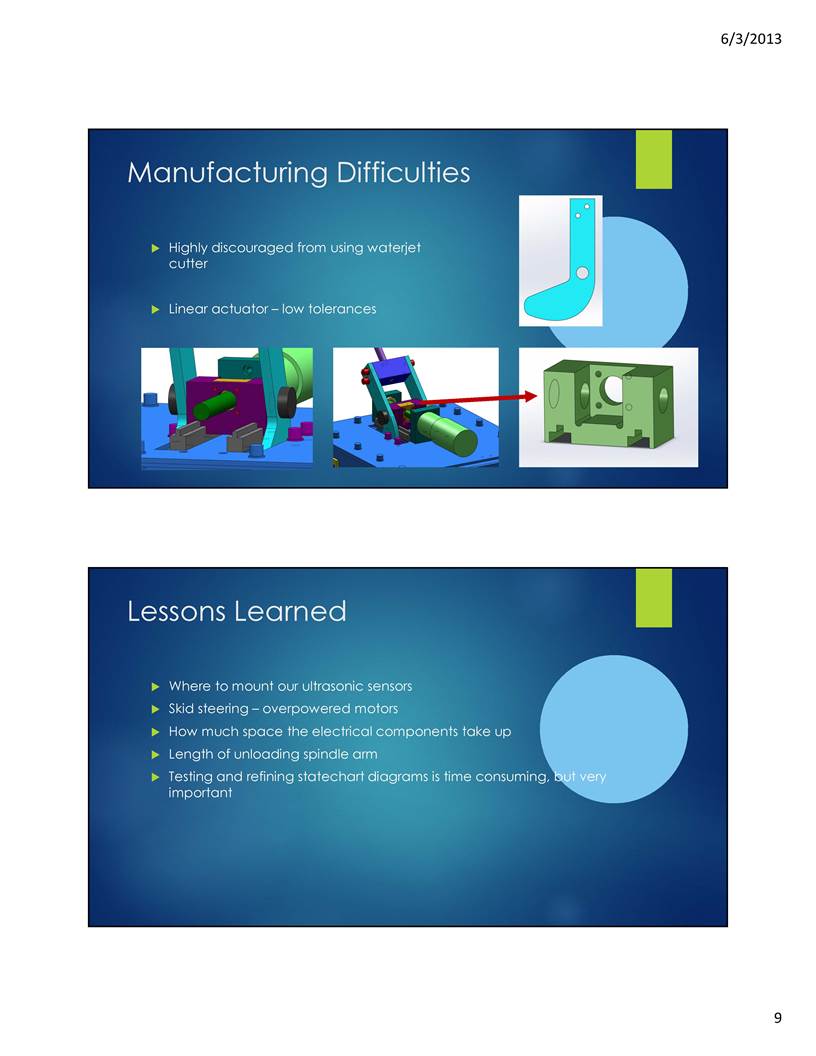 6/3/2013
Manufacturing Difficulties
Highly discouraged from using waterjet
cutter
Linear actuator – low tolerances
Lessons Learned
Where to mount our ultrasonic sensors
Skid steering – overpowered motors
How much space the electrical components take up
Length of unloading spindle arm
Testing and refining statechart diagrams is time consuming, but very
important
9